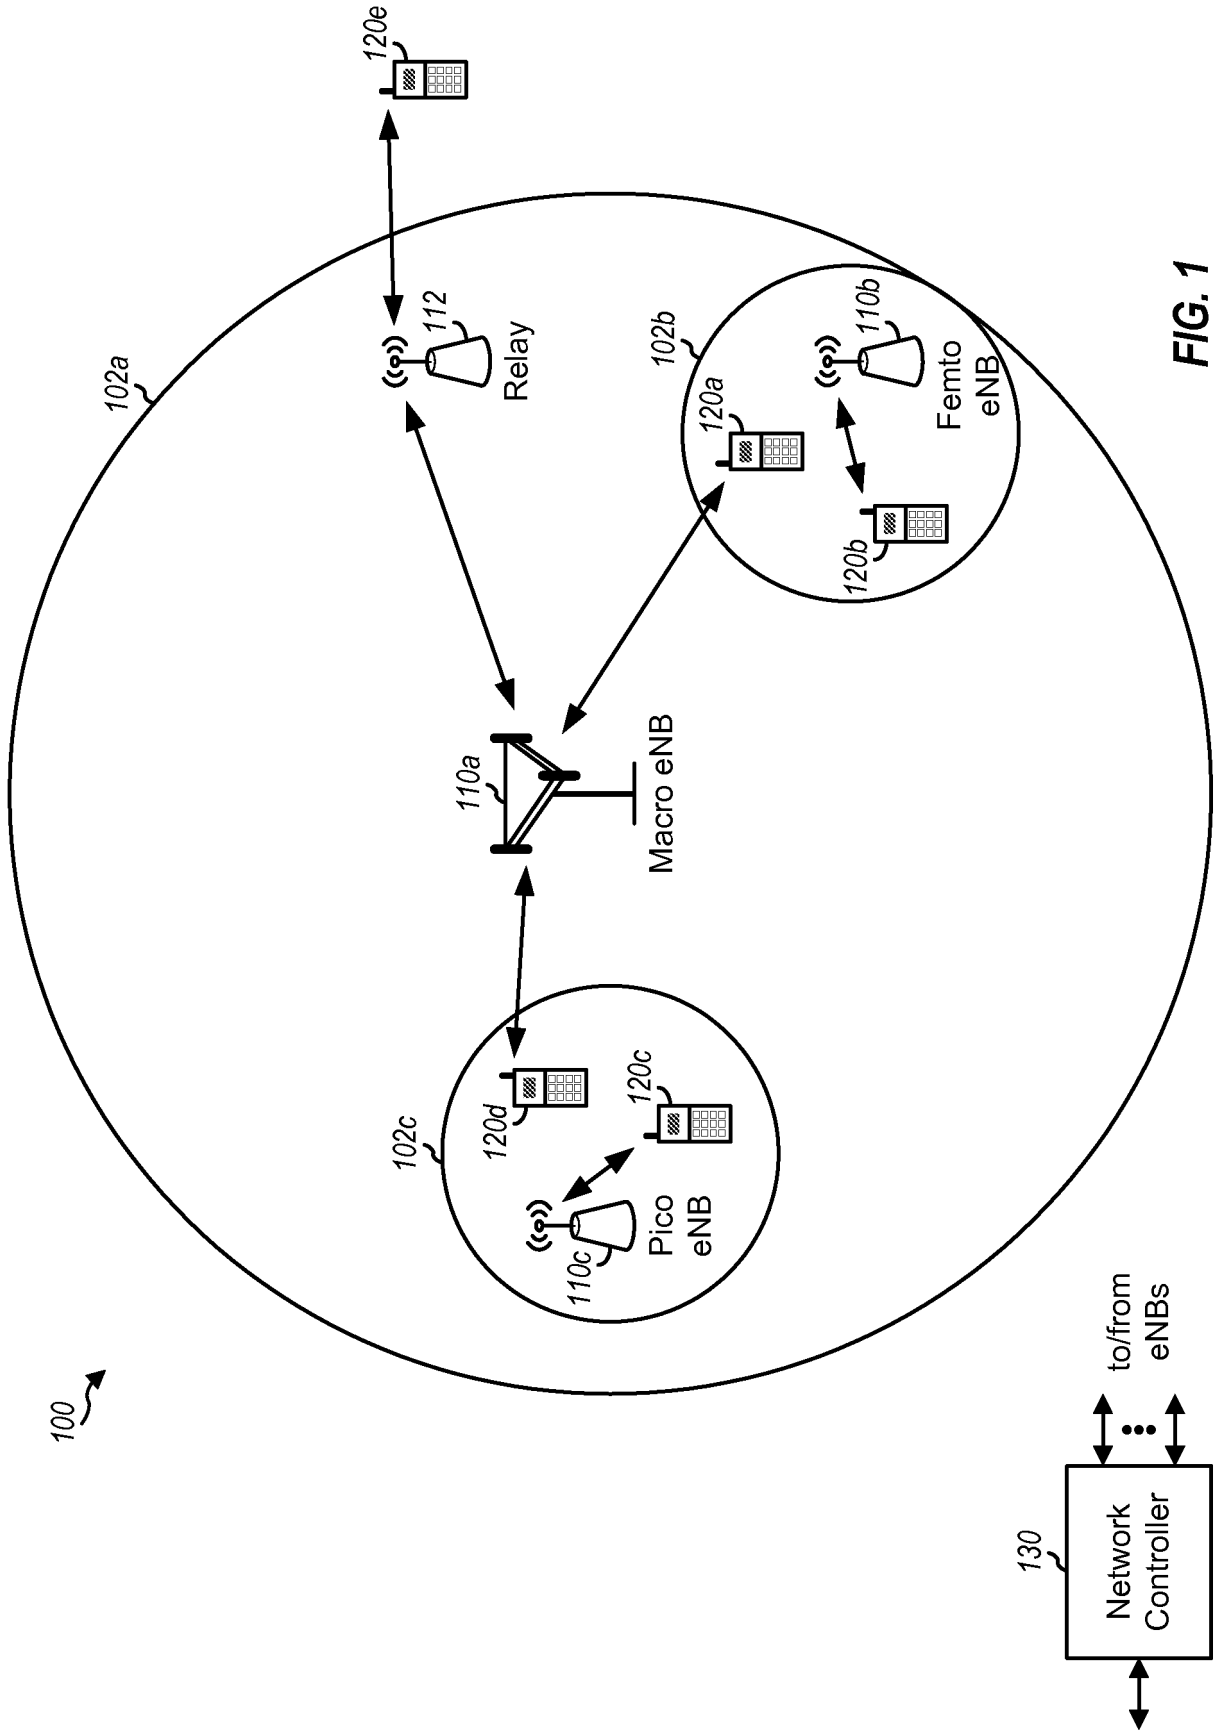 100
102a
120e
112
Relay
110a
Macro eNB
102c
120d
120c
110c
Pico
eNB
102b
120a
110b
120b
Femto
eNB
130
Network
Controller
to/from
eNBs
FIG. 1